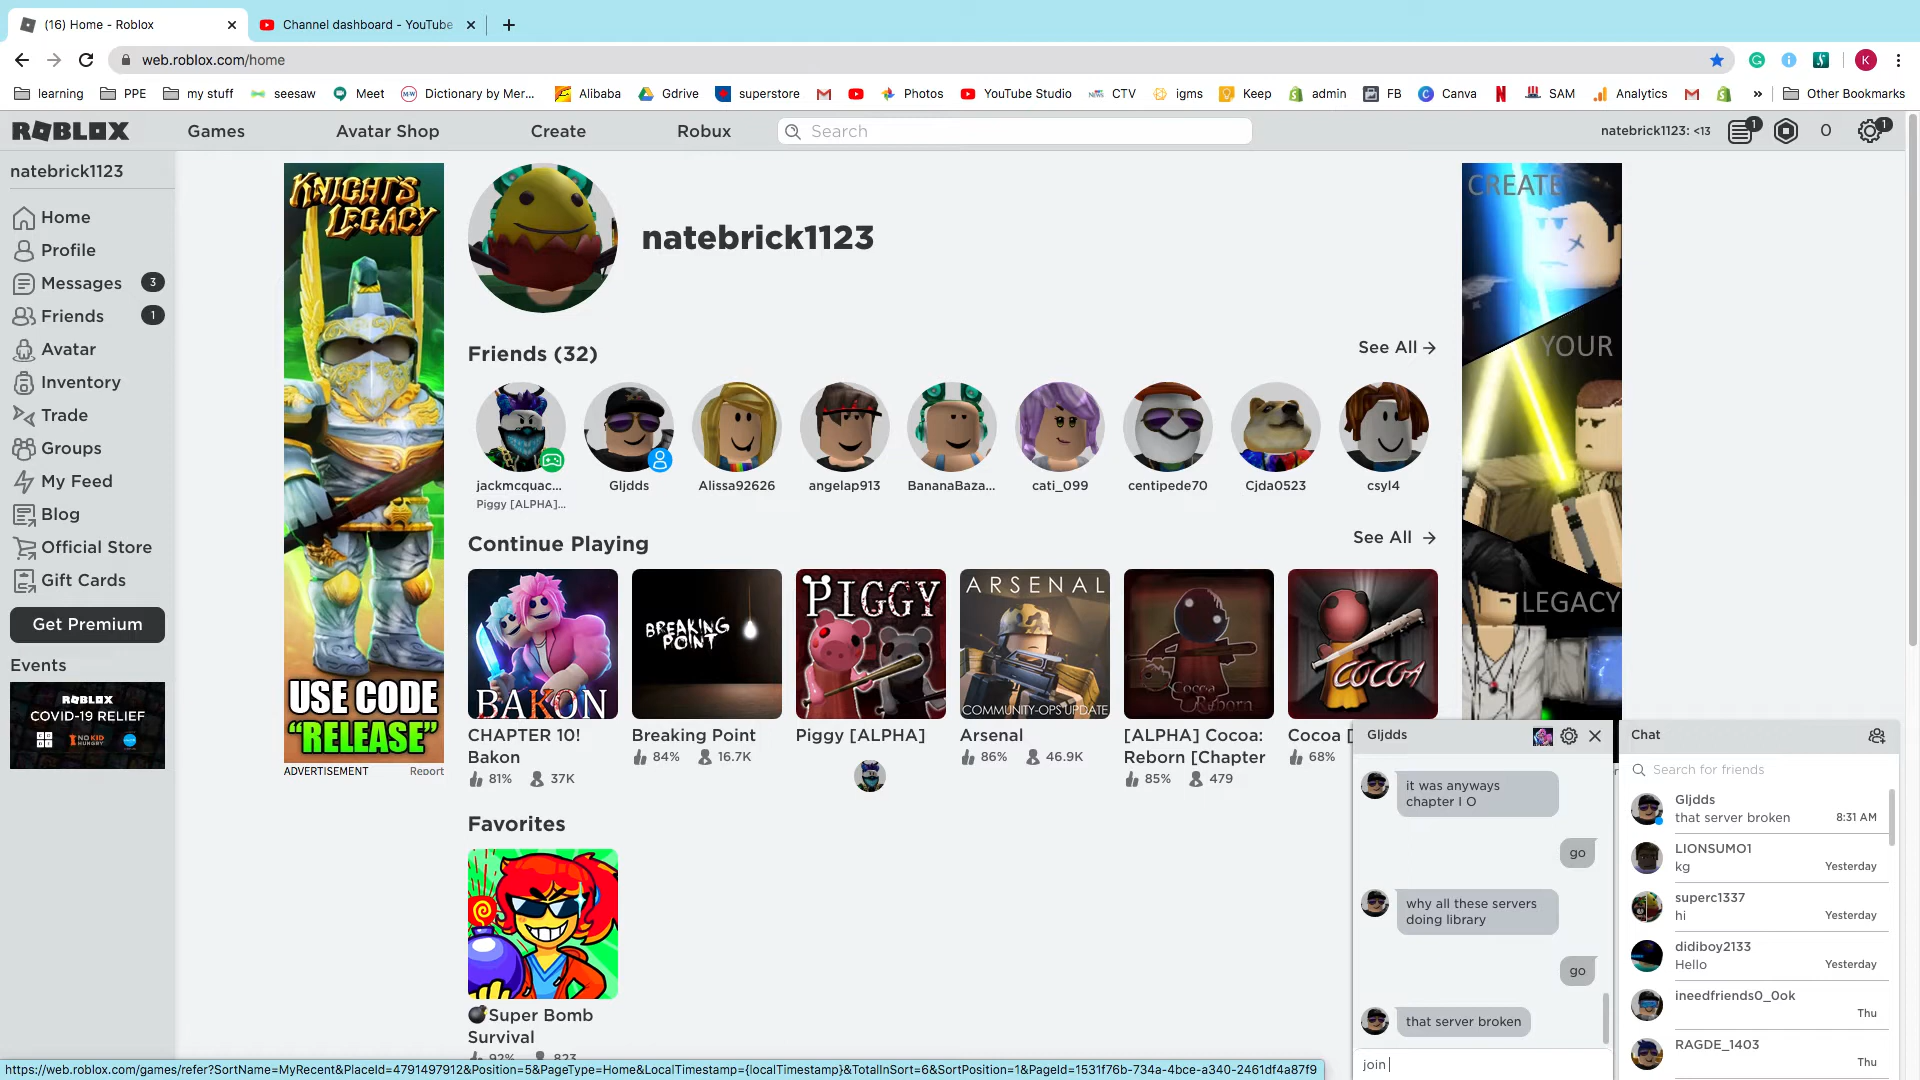 (16) Home - Roblox
Channel dashboard - YouTube
web.roblox.com/home
K
learning
PPE
my stuff
seesaw
Meet
Dictionary by Mer...
Alibaba
Gdrive
superstore
Photos
YouTube Studio
CTV
igms
Keep
admin
FB
Canva
SAM
Analytics
»
Other Bookmarks
ROBLOX
Games
Avatar Shop
Create
Robux
Search
natebrick1123: <13
1
0
1
natebrick1123
Home
Profile
Messages
3
Friends
1
Avatar
Inventory
Trade
Groups
My Feed
Blog
Official Store
Gift Cards
Get Premium
Events
ROBLOX
COVID-19 RELIEF
NO KID
HUNGRY
KNIGHT'S
LEGACY
USE CODE
"RELEASE"
ADVERTISEMENT
Report
natebrick1123
Friends (32)
See All
jackmcquac...
Piggy [ALPHA]...
Gljdds
Alissa92626
angelap913
BananaBaza...
cati_099
centipede70
Cjda0523
csyl4
Continue Playing
See All
BAKON
CHAPTER 10!
Bakon
81%
37K
BREAKING
POINT
Breaking Point
84%
16.7K
PIGGY
Piggy [ALPHA]
ARSENAL
COMMUNITY-OPS UPDATE
Arsenal
86%
46.9K
Cocoa
Reborn
[ALPHA] Cocoa:
Reborn [Chapter
85%
479
COCOA
Cocoa [
68%
Favorites
Super Bomb
Survival
92%
823
CREATE
YOUR
LEGACY
Gljdds
it was anyways
chapter I O
go
why all these servers
doing library
go
that server broken
join
Chat
Search for friends
Gljdds
that server broken
8:31 AM
LIONSUMO1
kg
Yesterday
superc1337
hi
Yesterday
didiboy2133
Hello
Yesterday
ineedfriends0_0ok
Thu
RAGDE_1403
Thu
https://web.roblox.com/games/refer?SortName=MyRecent&PlaceId=4791497912&Position=5&PageType=Home&LocalTimestamp={localTimestamp}&TotalInSort=6&SortPosition=1&PageId=1531f76b-734a-4bce-a340-2461df4a87f9